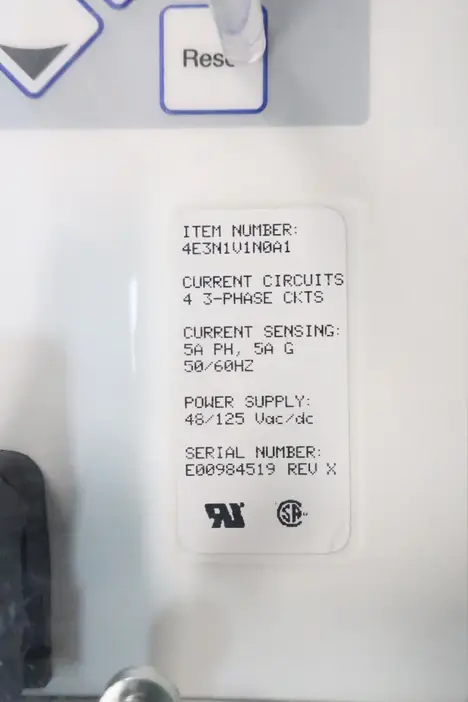 Reset
ITEM NUMBER:
4E3N1V1N0A1
CURRENT CIRCUITS
4 3-PHASE CKTS
CURRENT SENSING:
5A PH, 5A G
50/60HZ
POWER SUPPLY:
48/125 Vac/dc
SERIAL NUMBER:
E00984519 REV X